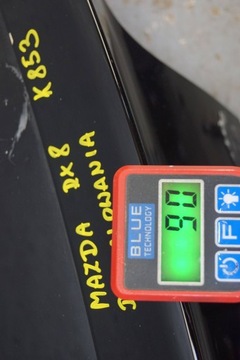 MAZDA RX8 K853
BLUE
TECHNOLOGY
90
F